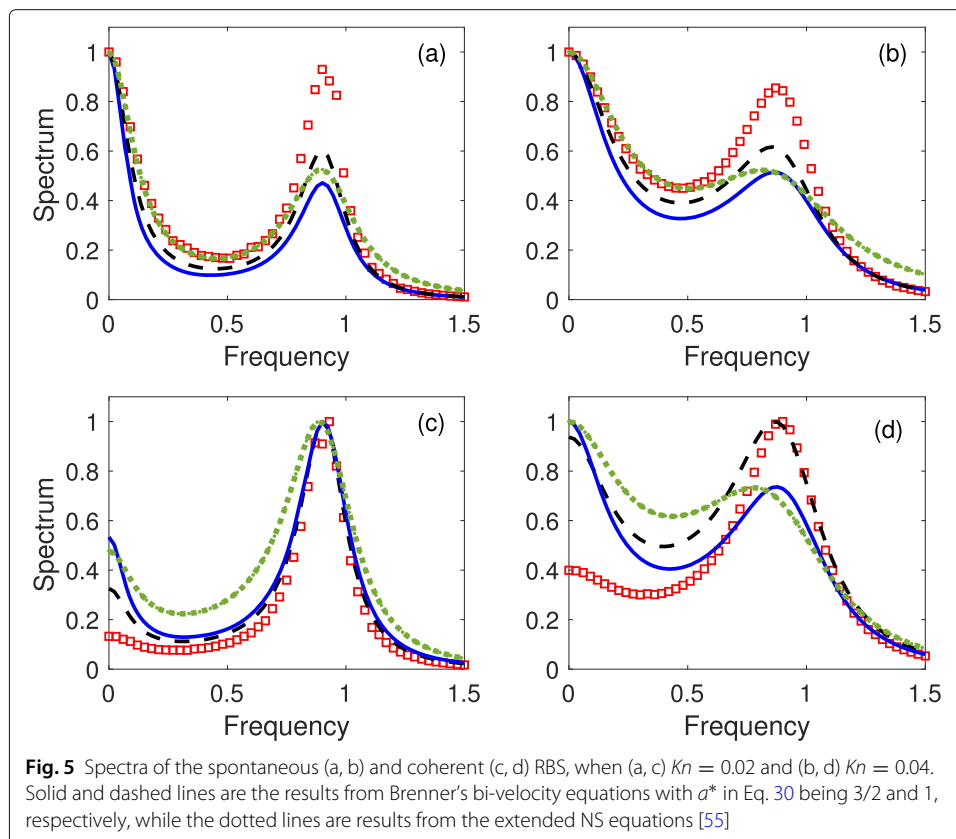 (a)
1
0.8
0.6
0.4
0.2
0
Spectrum
0 0.5 1 1.5
Frequency
(b)
1
0.8
0.6
0.4
0.2
0
0 0.5 1 1.5
Frequency
(c)
1
0.8
0.6
0.4
0.2
0
Spectrum
0 0.5 1 1.5
Frequency
(d)
1
0.8
0.6
0.4
0.2
0
0 0.5 1 1.5
Frequency
Fig. 5 Spectra of the spontaneous (a, b) and coherent (c, d) RBS, when (a, c) Kn = 0.02 and (b, d) Kn = 0.04.
Solid and dashed lines are the results from Brenner's bi-velocity equations with a* in Eq. 30 being 3/2 and 1,
respectively, while the dotted lines are results from the extended NS equations [55]